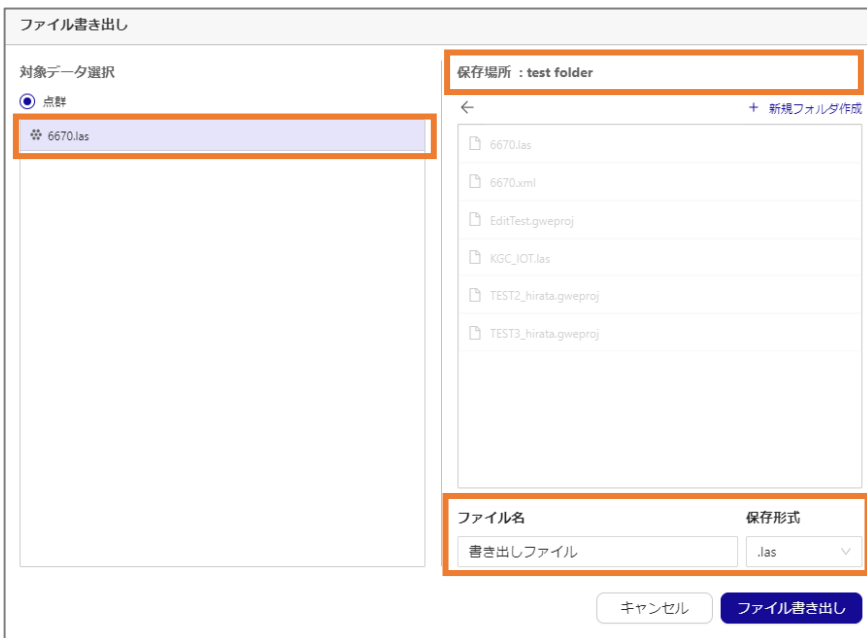 ファイル書き出し
対象データ選択
点群
6670.las
保存場所 : test folder
+ 新規フォルダ作成
6670.las
6670.xml
EditTest.gweproj
KGC_IOT.las
TEST2_hirata.gweproj
TEST3_hirata.gweproj
ファイル名 保存形式
書き出しファイル .las
キャンセル ファイル書き出し